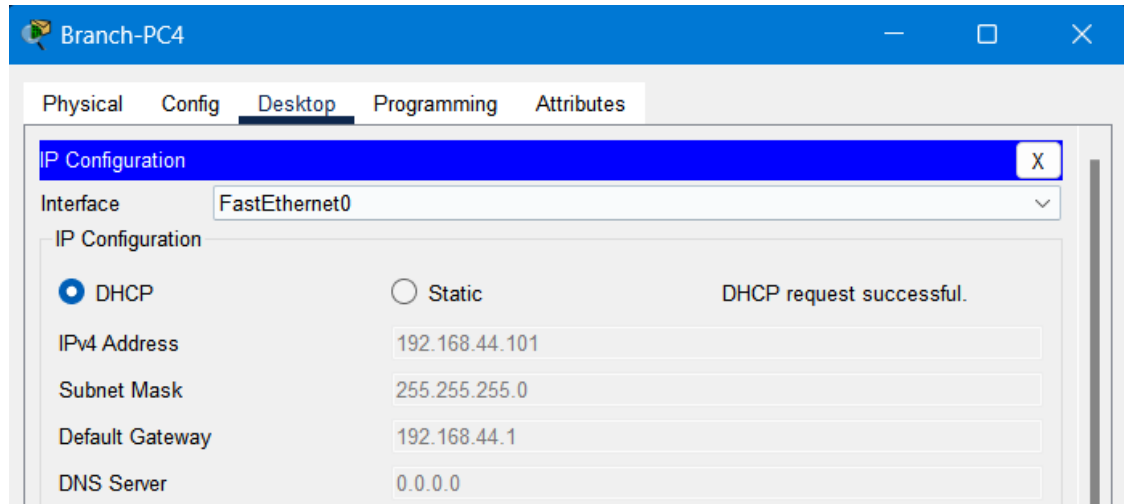 Branch-PC4
Physical Config Desktop Programming Attributes
IP Configuration X
Interface FastEthernet0
IP Configuration
DHCP Static DHCP request successful.
IPv4 Address 192.168.44.101
Subnet Mask 255.255.255.0
Default Gateway 192.168.44.1
DNS Server 0.0.0.0